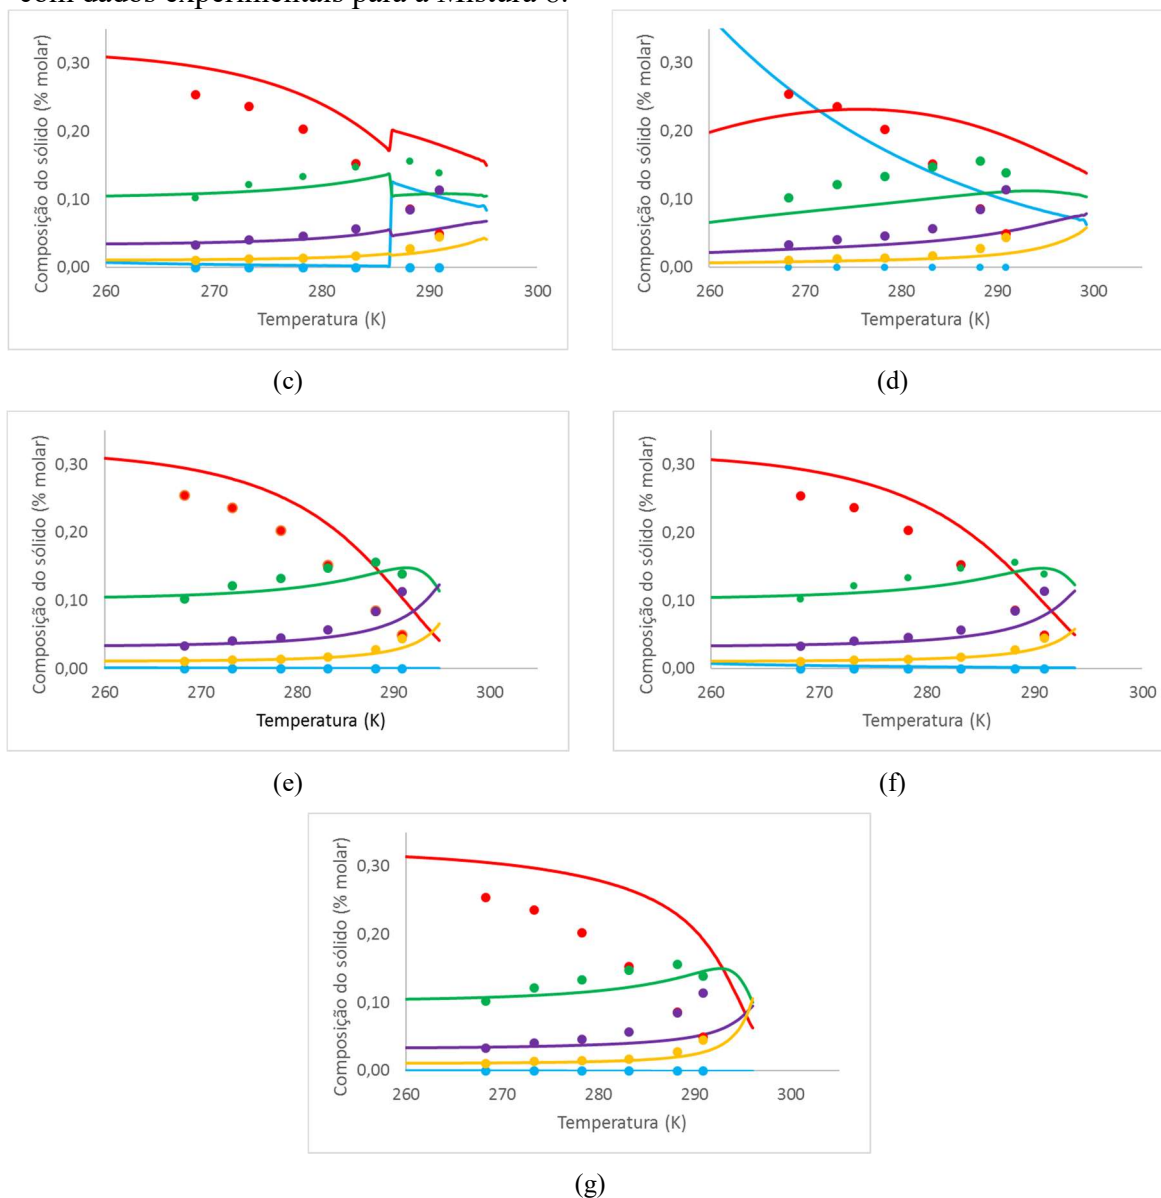 com dados experimentais para a Mistura 8.
Composição do sólido (% molar)
0,30
0,20
0,10
0,00
260
270
280
290
300
Temperatura (K)
(c)
Composição do sólido (% molar)
0,30
0,20
0,10
0,00
260
270
280
290
300
Temperatura (K)
(d)
Composição do sólido (% molar)
0,30
0,20
0,10
0,00
260
270
280
290
300
Temperatura (K)
(e)
Composição do sólido (% molar)
0,30
0,20
0,10
0,00
260
270
280
290
300
Temperatura (K)
(f)
Composição do sólido (% molar)
0,30
0,20
0,10
0,00
260
270
280
290
300
Temperatura (K)
(g)